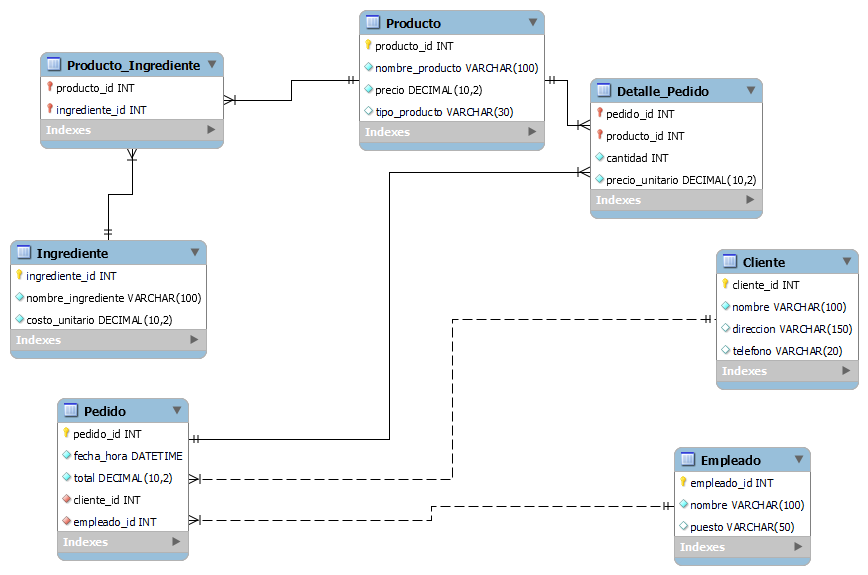 Producto
producto_id INT
nombre_producto VARCHAR(100)
precio DECIMAL(10,2)
tipo_producto VARCHAR(30)
Indexes
Producto_Ingrediente
producto_id INT
ingrediente_id INT
Indexes
Detalle_Pedido
pedido_id INT
producto_id INT
cantidad INT
precio_unitario DECIMAL(10,2)
Indexes
Ingrediente
ingrediente_id INT
nombre_ingrediente VARCHAR(100)
costo_unitario DECIMAL(10,2)
Indexes
Cliente
cliente_id INT
nombre VARCHAR(100)
direccion VARCHAR(150)
telefono VARCHAR(20)
Indexes
Pedido
pedido_id INT
fecha_hora DATETIME
total DECIMAL(10,2)
cliente_id INT
empleado_id INT
Indexes
Empleado
empleado_id INT
nombre VARCHAR(100)
puesto VARCHAR(50)
Indexes